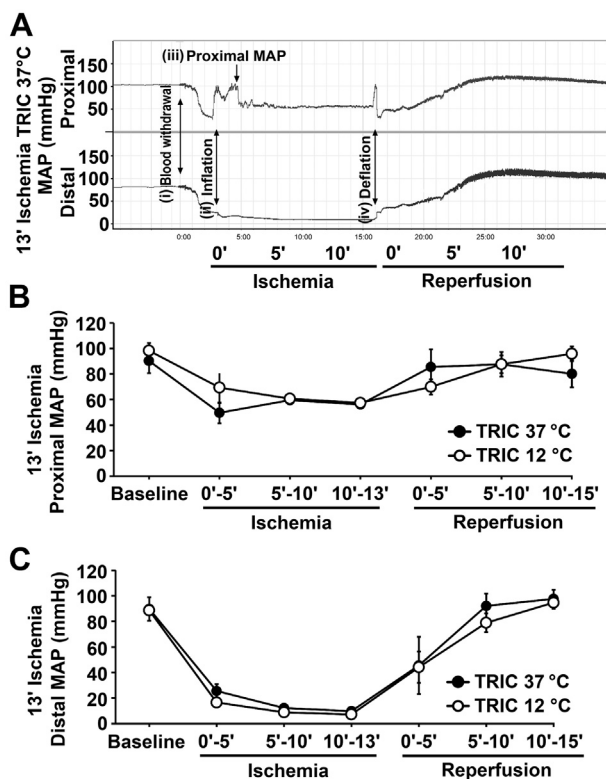 A
13' Ischemia TRIC 37°C
MAP (mmHg)
Proximal
Distal
150
100
50
150
100
50
0
(i) Blood withdrawal
(ii) Inflation
(iii) Proximal MAP
(iv) Deflation
0:00
5:00
10:00
15:00
20:00
25:00
30:00
0' 5' 10' 0' 5' 10'
Ischemia Reperfusion
B
13' Ischemia
Proximal MAP (mmHg)
120
100
80
60
40
20
0
TRIC 37 °C
TRIC 12 °C
Baseline 0'-5' 5'-10' 10'-13' 0'-5' 5'-10' 10'-15'
Ischemia Reperfusion
C
13' Ischemia
Distal MAP (mmHg)
120
100
80
60
40
20
0
TRIC 37 °C
TRIC 12 °C
Baseline 0'-5' 5'-10' 10'-13' 0'-5' 5'-10' 10'-15'
Ischemia Reperfusion